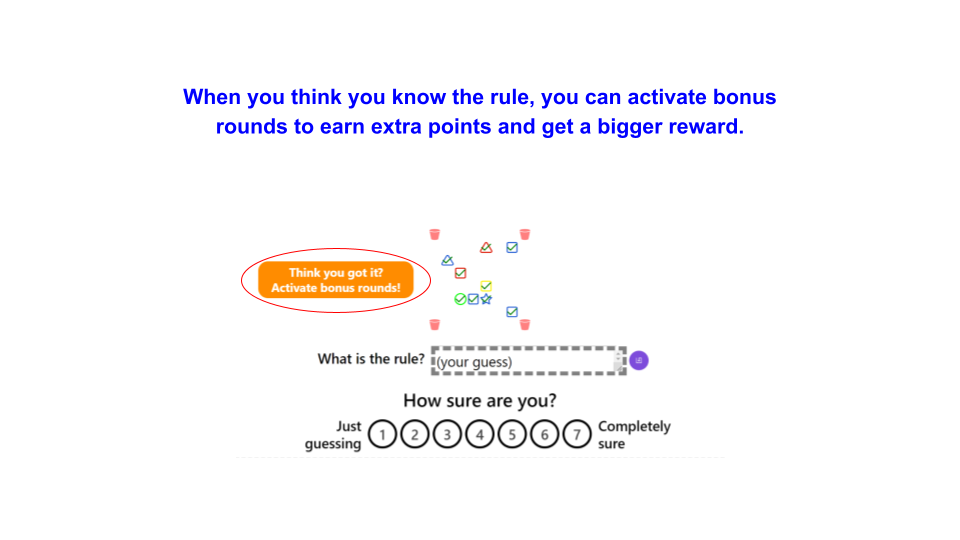 When you think you know the rule, you can activate bonus
rounds to earn extra points and get a bigger reward.
Think you got it?
Activate bonus rounds!
What is the rule? (your guess)
How sure are you?
Just guessing 1 2 3 4 5 6 7 Completely sure